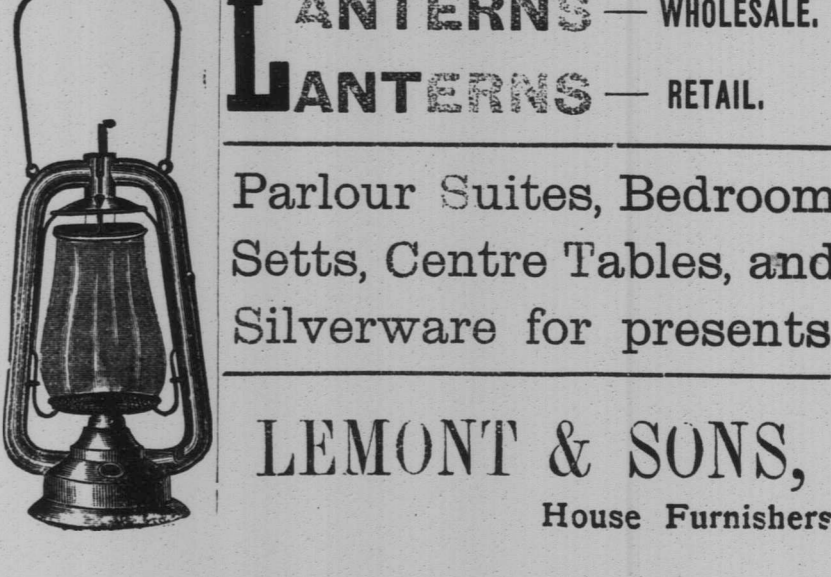 LANTERNS — WHOLESALE.
LANTERNS — RETAIL.
Parlour Suites, Bedroom
Setts, Centre Tables, and
Silverware for presents
LEMONT & SONS,
House Furnishers